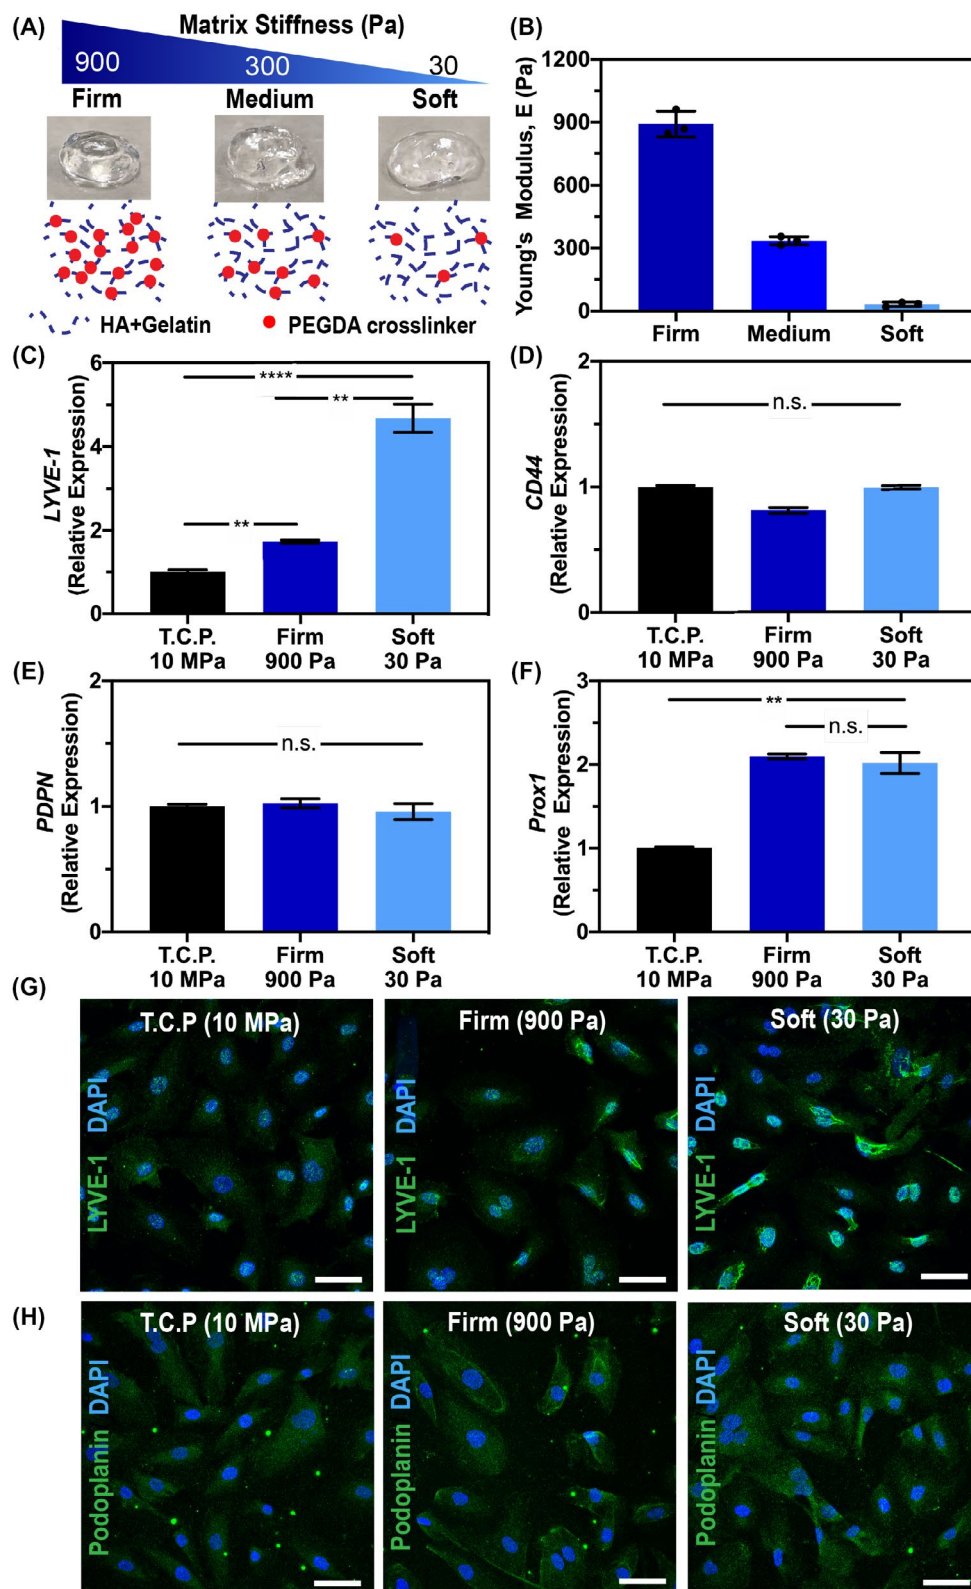 (A)
Matrix Stiffness (Pa)
900
300
30
Firm
Medium
Soft
HA+Gelatin
PEGDA crosslinker
(B)
Young's Modulus, E (Pa)
1200
900
600
300
0
Firm
Medium
Soft
(C)
LYVE-1
(Relative Expression)
6
4
2
0
****
**
**
T.C.P.
10 MPa
Firm
900 Pa
Soft
30 Pa
(D)
CD44
(Relative Expression)
2
1
0
n.s.
T.C.P.
10 MPa
Firm
900 Pa
Soft
30 Pa
(E)
PDPN
(Relative Expression)
2
1
0
n.s.
T.C.P.
10 MPa
Firm
900 Pa
Soft
30 Pa
(F)
Prox1
(Relative Expression)
3
2
1
0
**
n.s.
T.C.P.
10 MPa
Firm
900 Pa
Soft
30 Pa
(G)
T.C.P (10 MPa)
LYVE-1 DAPI
Firm (900 Pa)
LYVE-1 DAPI
Soft (30 Pa)
LYVE-1 DAPI
(H)
T.C.P (10 MPa)
Podoplanin DAPI
Firm (900 Pa)
Podoplanin DAPI
Soft (30 Pa)
Podoplanin DAPI